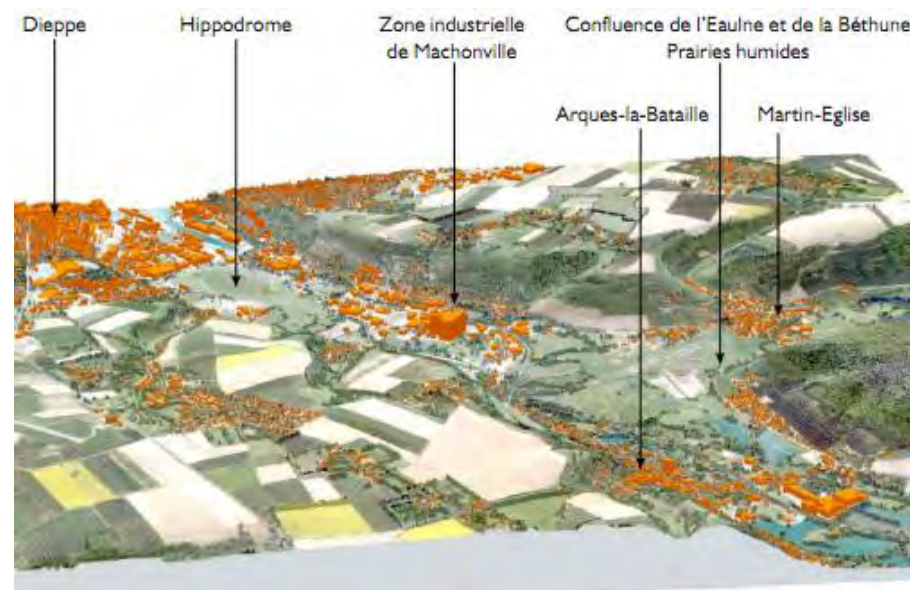 Dieppe
Hippodrome
Zone industrielle
de Machonville
Confluence de l'Eaulne et de la Béthune
Prairies humides
Arques-la-Bataille
Martin-Eglise